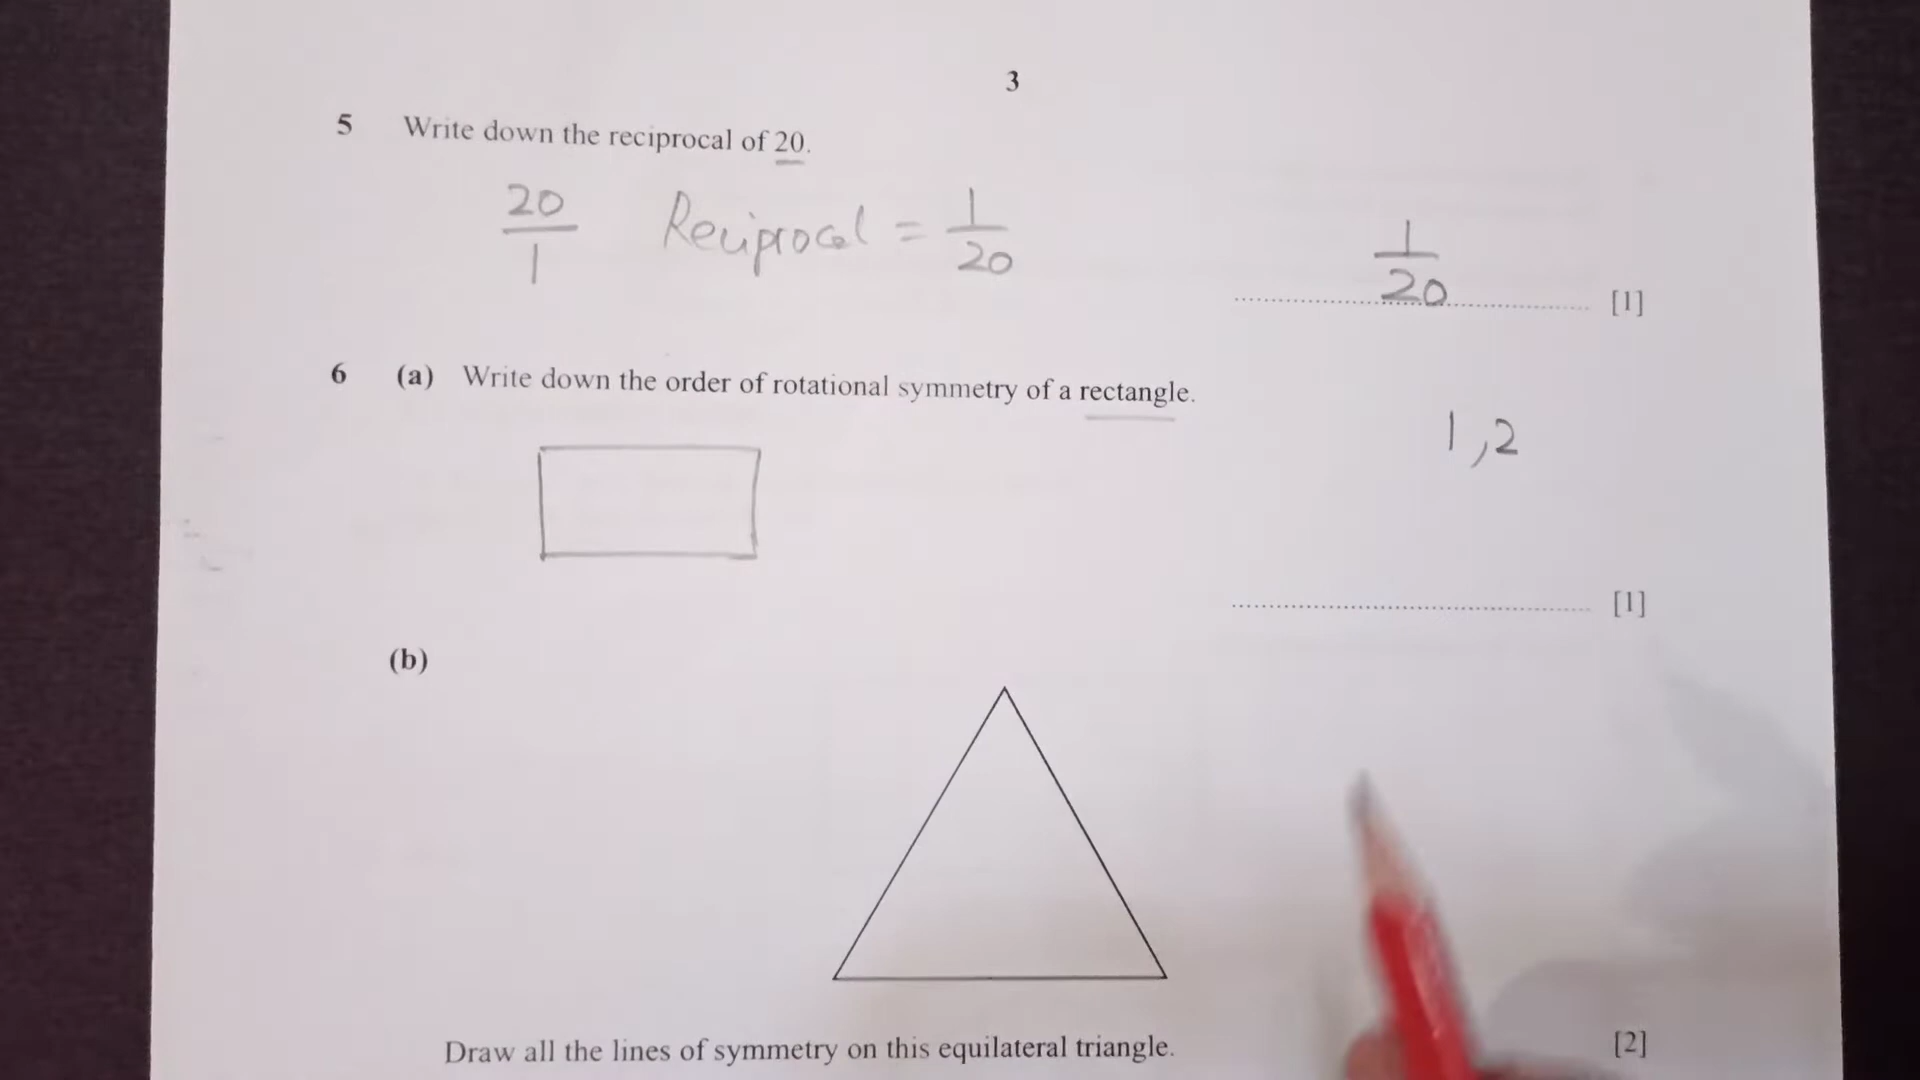 3
5 Write down the reciprocal of 20.
20/1 Reciprocal = 1/20
1/20
[1]
6 (a) Write down the order of rotational symmetry of a rectangle.
1,2
[1]
(b)
Draw all the lines of symmetry on this equilateral triangle. [2]